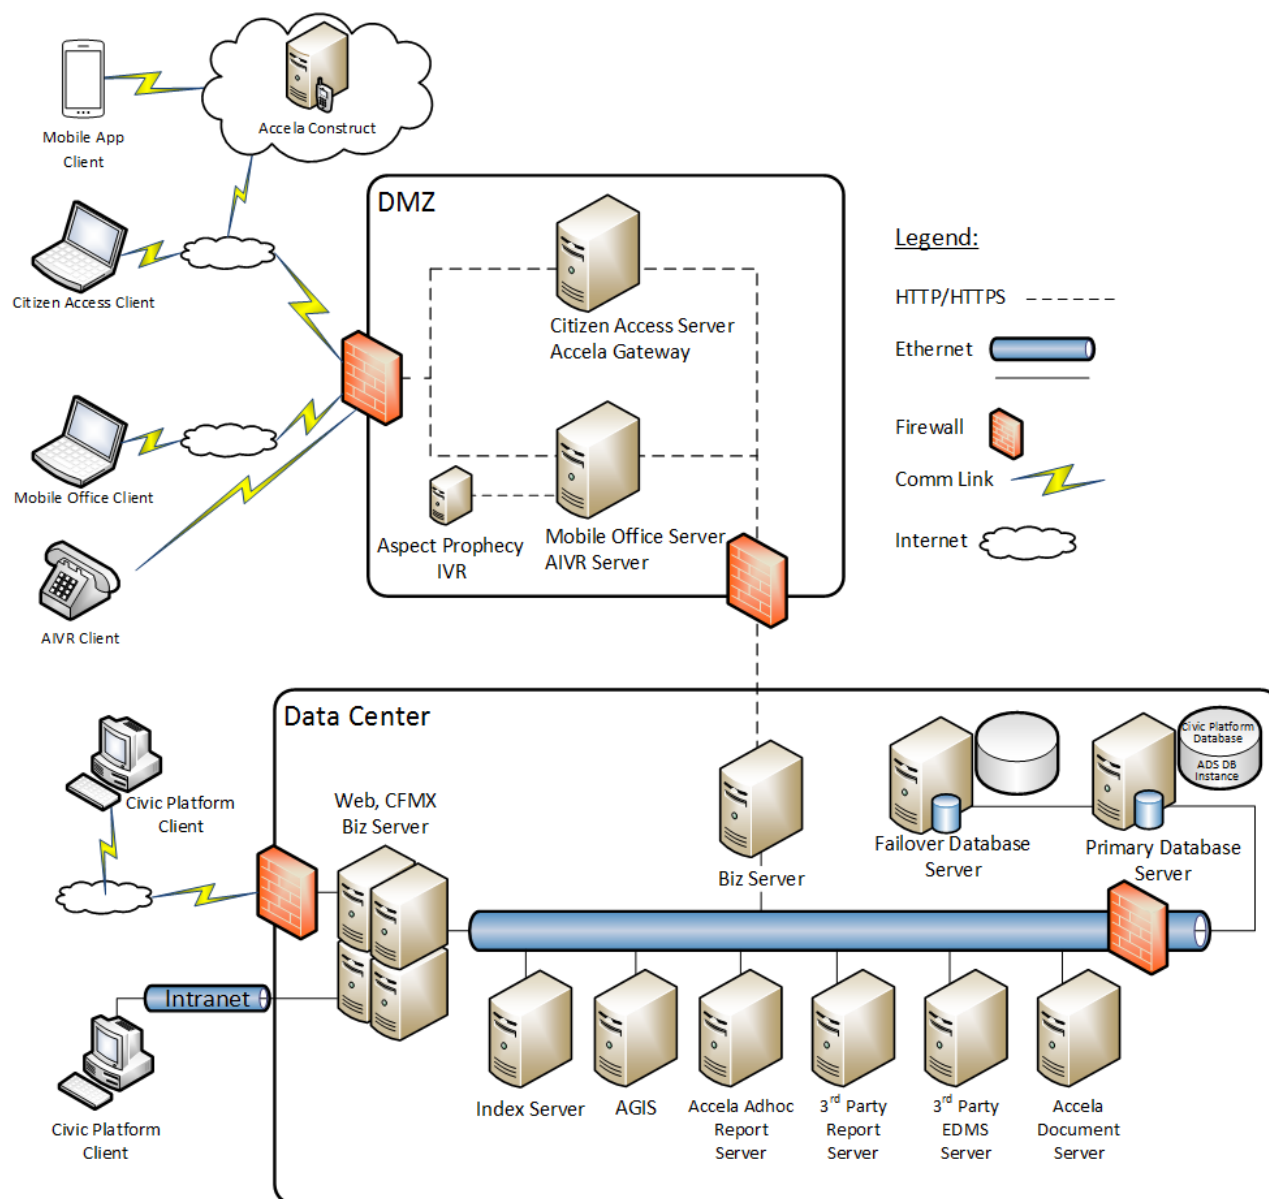 Accela Construct
Mobile App
Client
DMZ
Citizen Access Client
Citizen Access Server
Accela Gateway
Mobile Office Client
Aspect Prophecy
IVR
Mobile Office Server
AIVR Server
AIVR Client
Legend:
HTTP/HTTPS
Ethernet
Firewall
Comm Link
Internet
Data Center
Civic Platform
Client
Web, CFMX
Biz Server
Biz Server
Failover Database
Server
Civic Platform
Database
ADS DB
Instance
Primary Database
Server
Intranet
Civic Platform
Client
Index Server
AGIS
Accela Adhoc
Report
Server
3rd Party
Report
Server
3rd Party
EDMS
Server
Accela
Document
Server